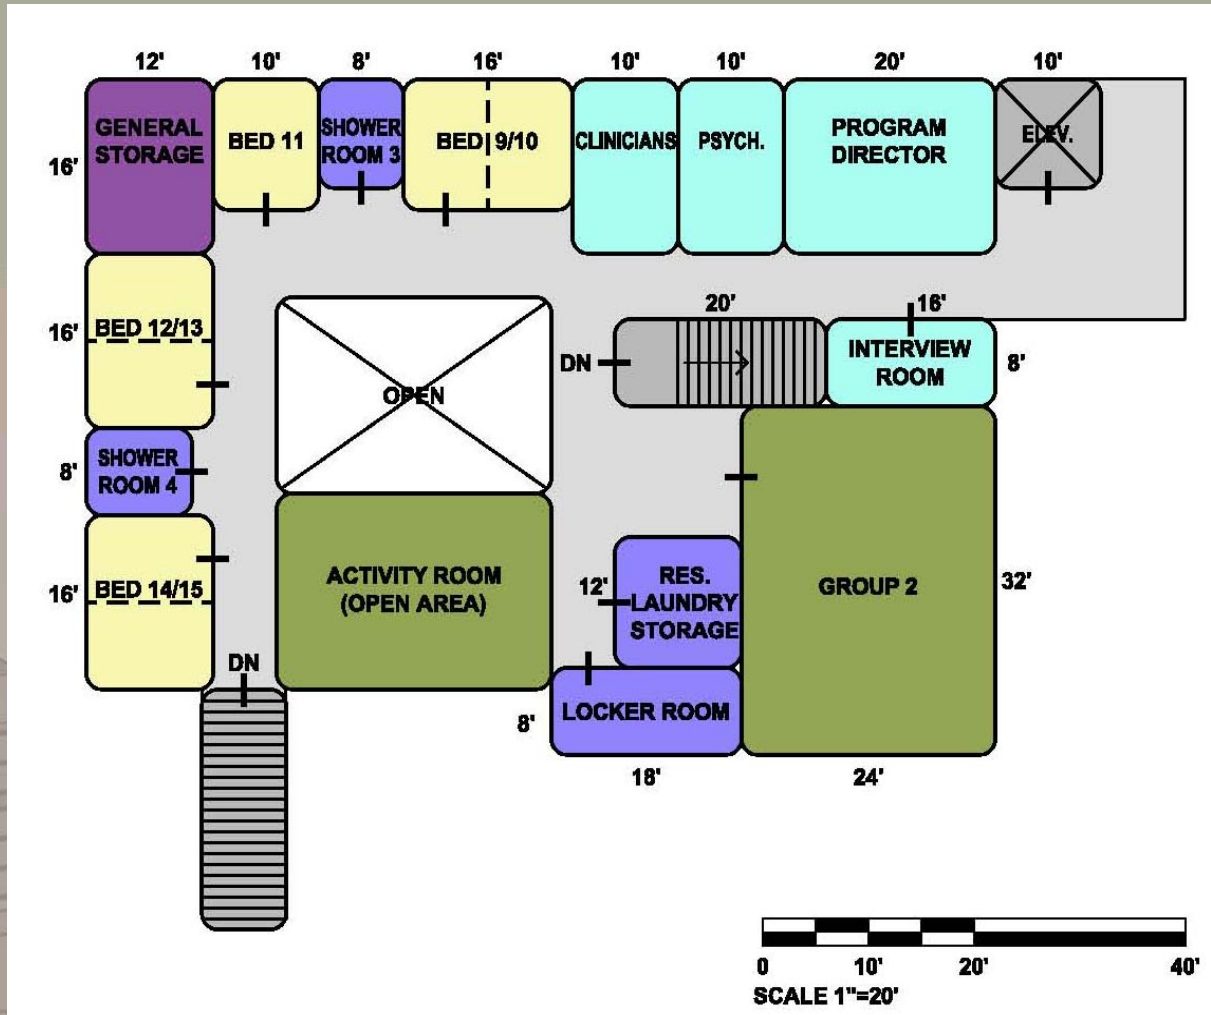 12' 10' 8' 16' 10' 10' 20' 10'
GENERAL
STORAGE
BED 11
SHOWER
ROOM 3
BED 9/10
CLINICIANS
PSYCH.
PROGRAM
DIRECTOR
ELEV.
16'
16'
BED 12/13
OPEN
20'
16'
DN
INTERVIEW
ROOM
8'
8'
SHOWER
ROOM 4
16'
BED 14/15
ACTIVITY ROOM
(OPEN AREA)
12'
RES.
LAUNDRY
STORAGE
GROUP 2
32'
DN
8'
LOCKER ROOM
18'
24'
0 10' 20' 40'
SCALE 1"=20'